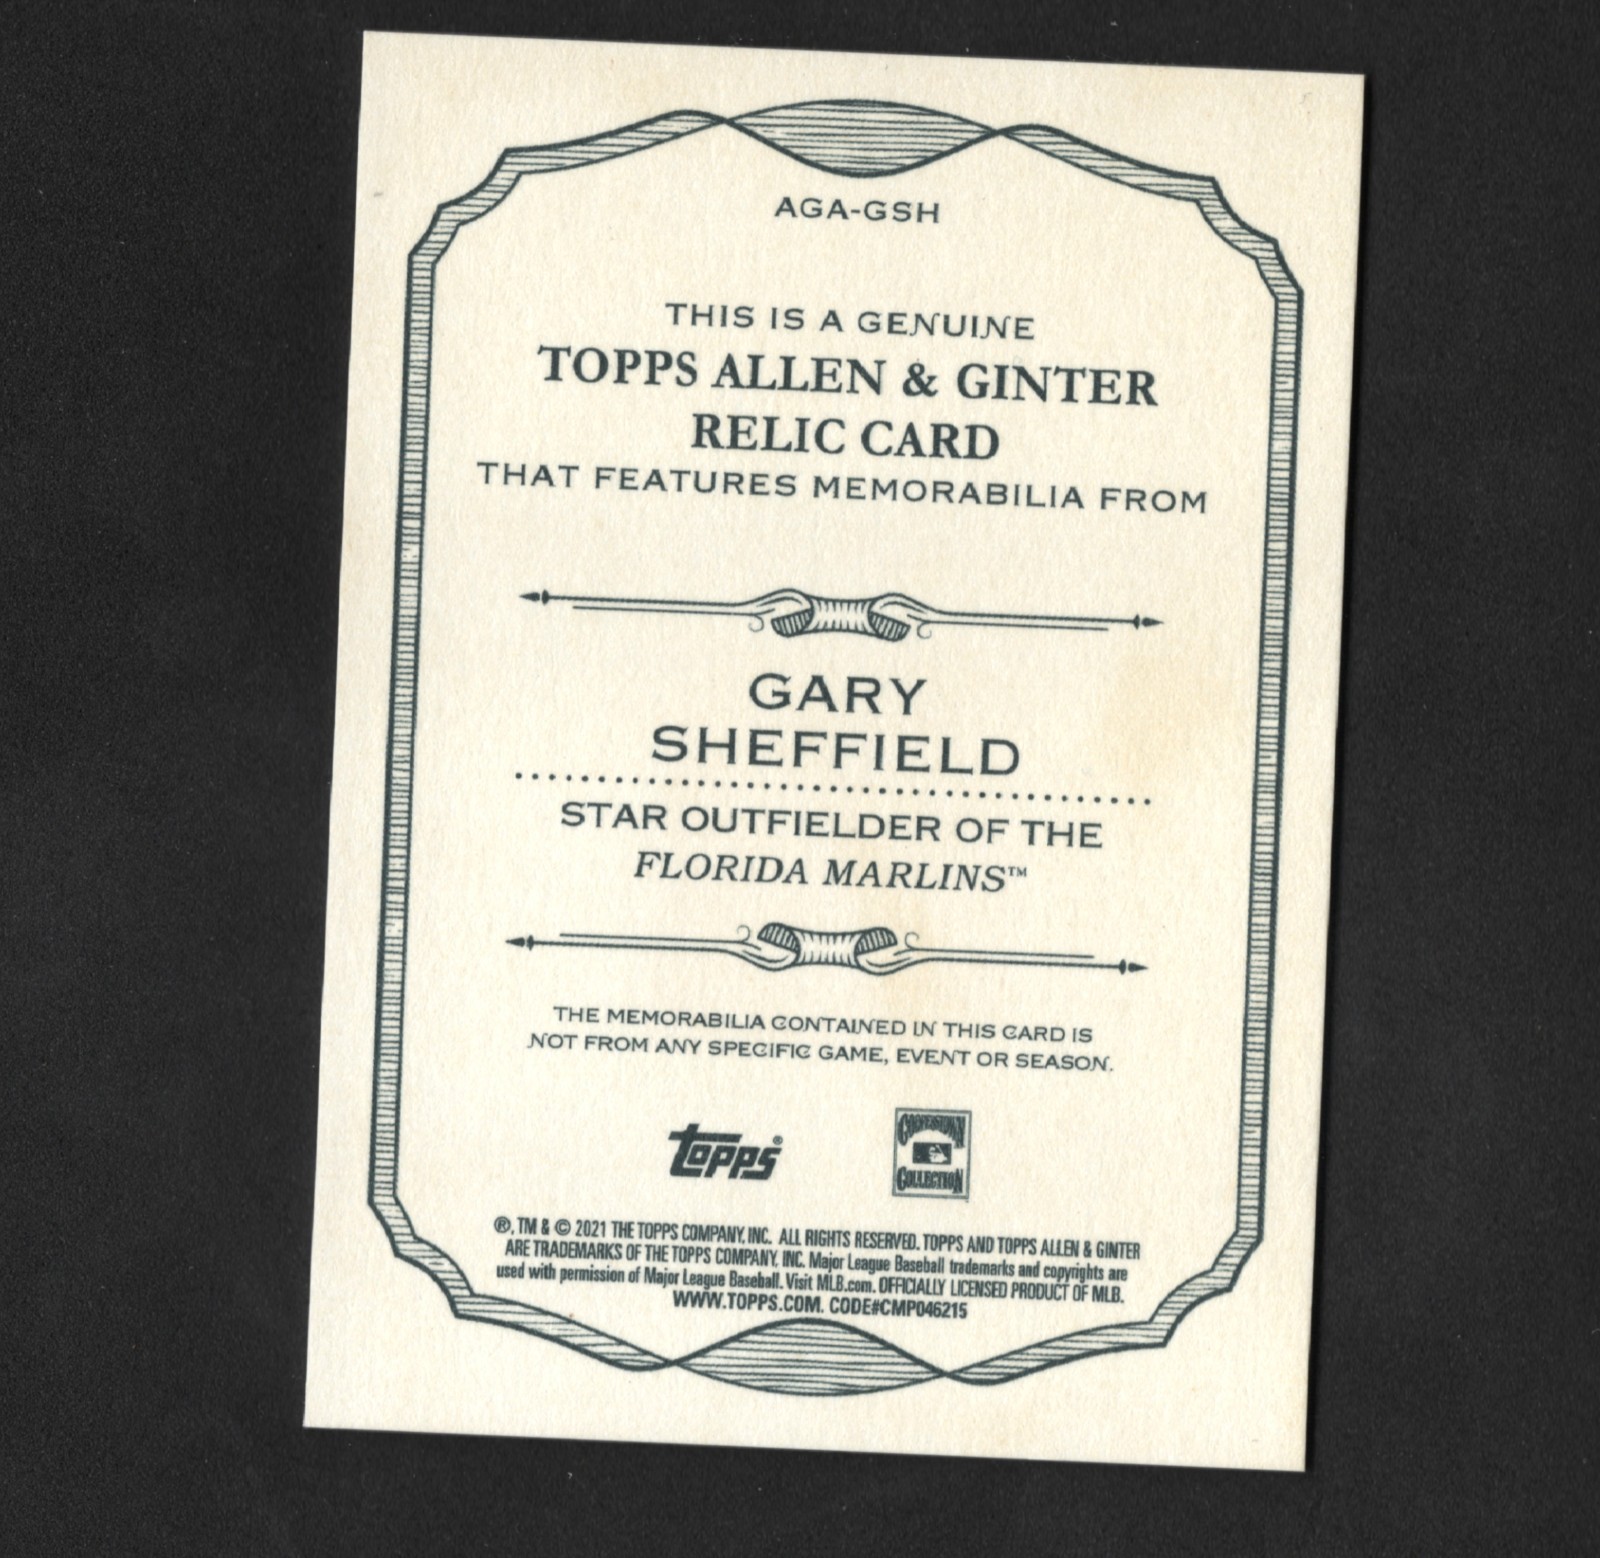 AGA-GSH
THIS IS A GENUINE
TOPPS ALLEN & GINTER
RELIC CARD
THAT FEATURES MEMORABILIA FROM
GARY
SHEFFIELD
STAR OUTFIELDER OF THE
FLORIDA MARLINS™
THE MEMORABILIA CONTAINED IN THIS CARD IS
NOT FROM ANY SPECIFIC GAME, EVENT OR SEASON.
Topps®
COOPERSTOWN
COLLECTION
®, TM & © 2021 THE TOPPS COMPANY, INC. ALL RIGHTS RESERVED. TOPPS AND TOPPS ALLEN & GINTER
ARE TRADEMARKS OF THE TOPPS COMPANY, INC. Major League Baseball trademarks and copyrights are
used with permission of Major League Baseball. Visit MLB.com. OFFICIALLY LICENSED PRODUCT OF MLB.
WWW.TOPPS.COM. CODE#CMP046215